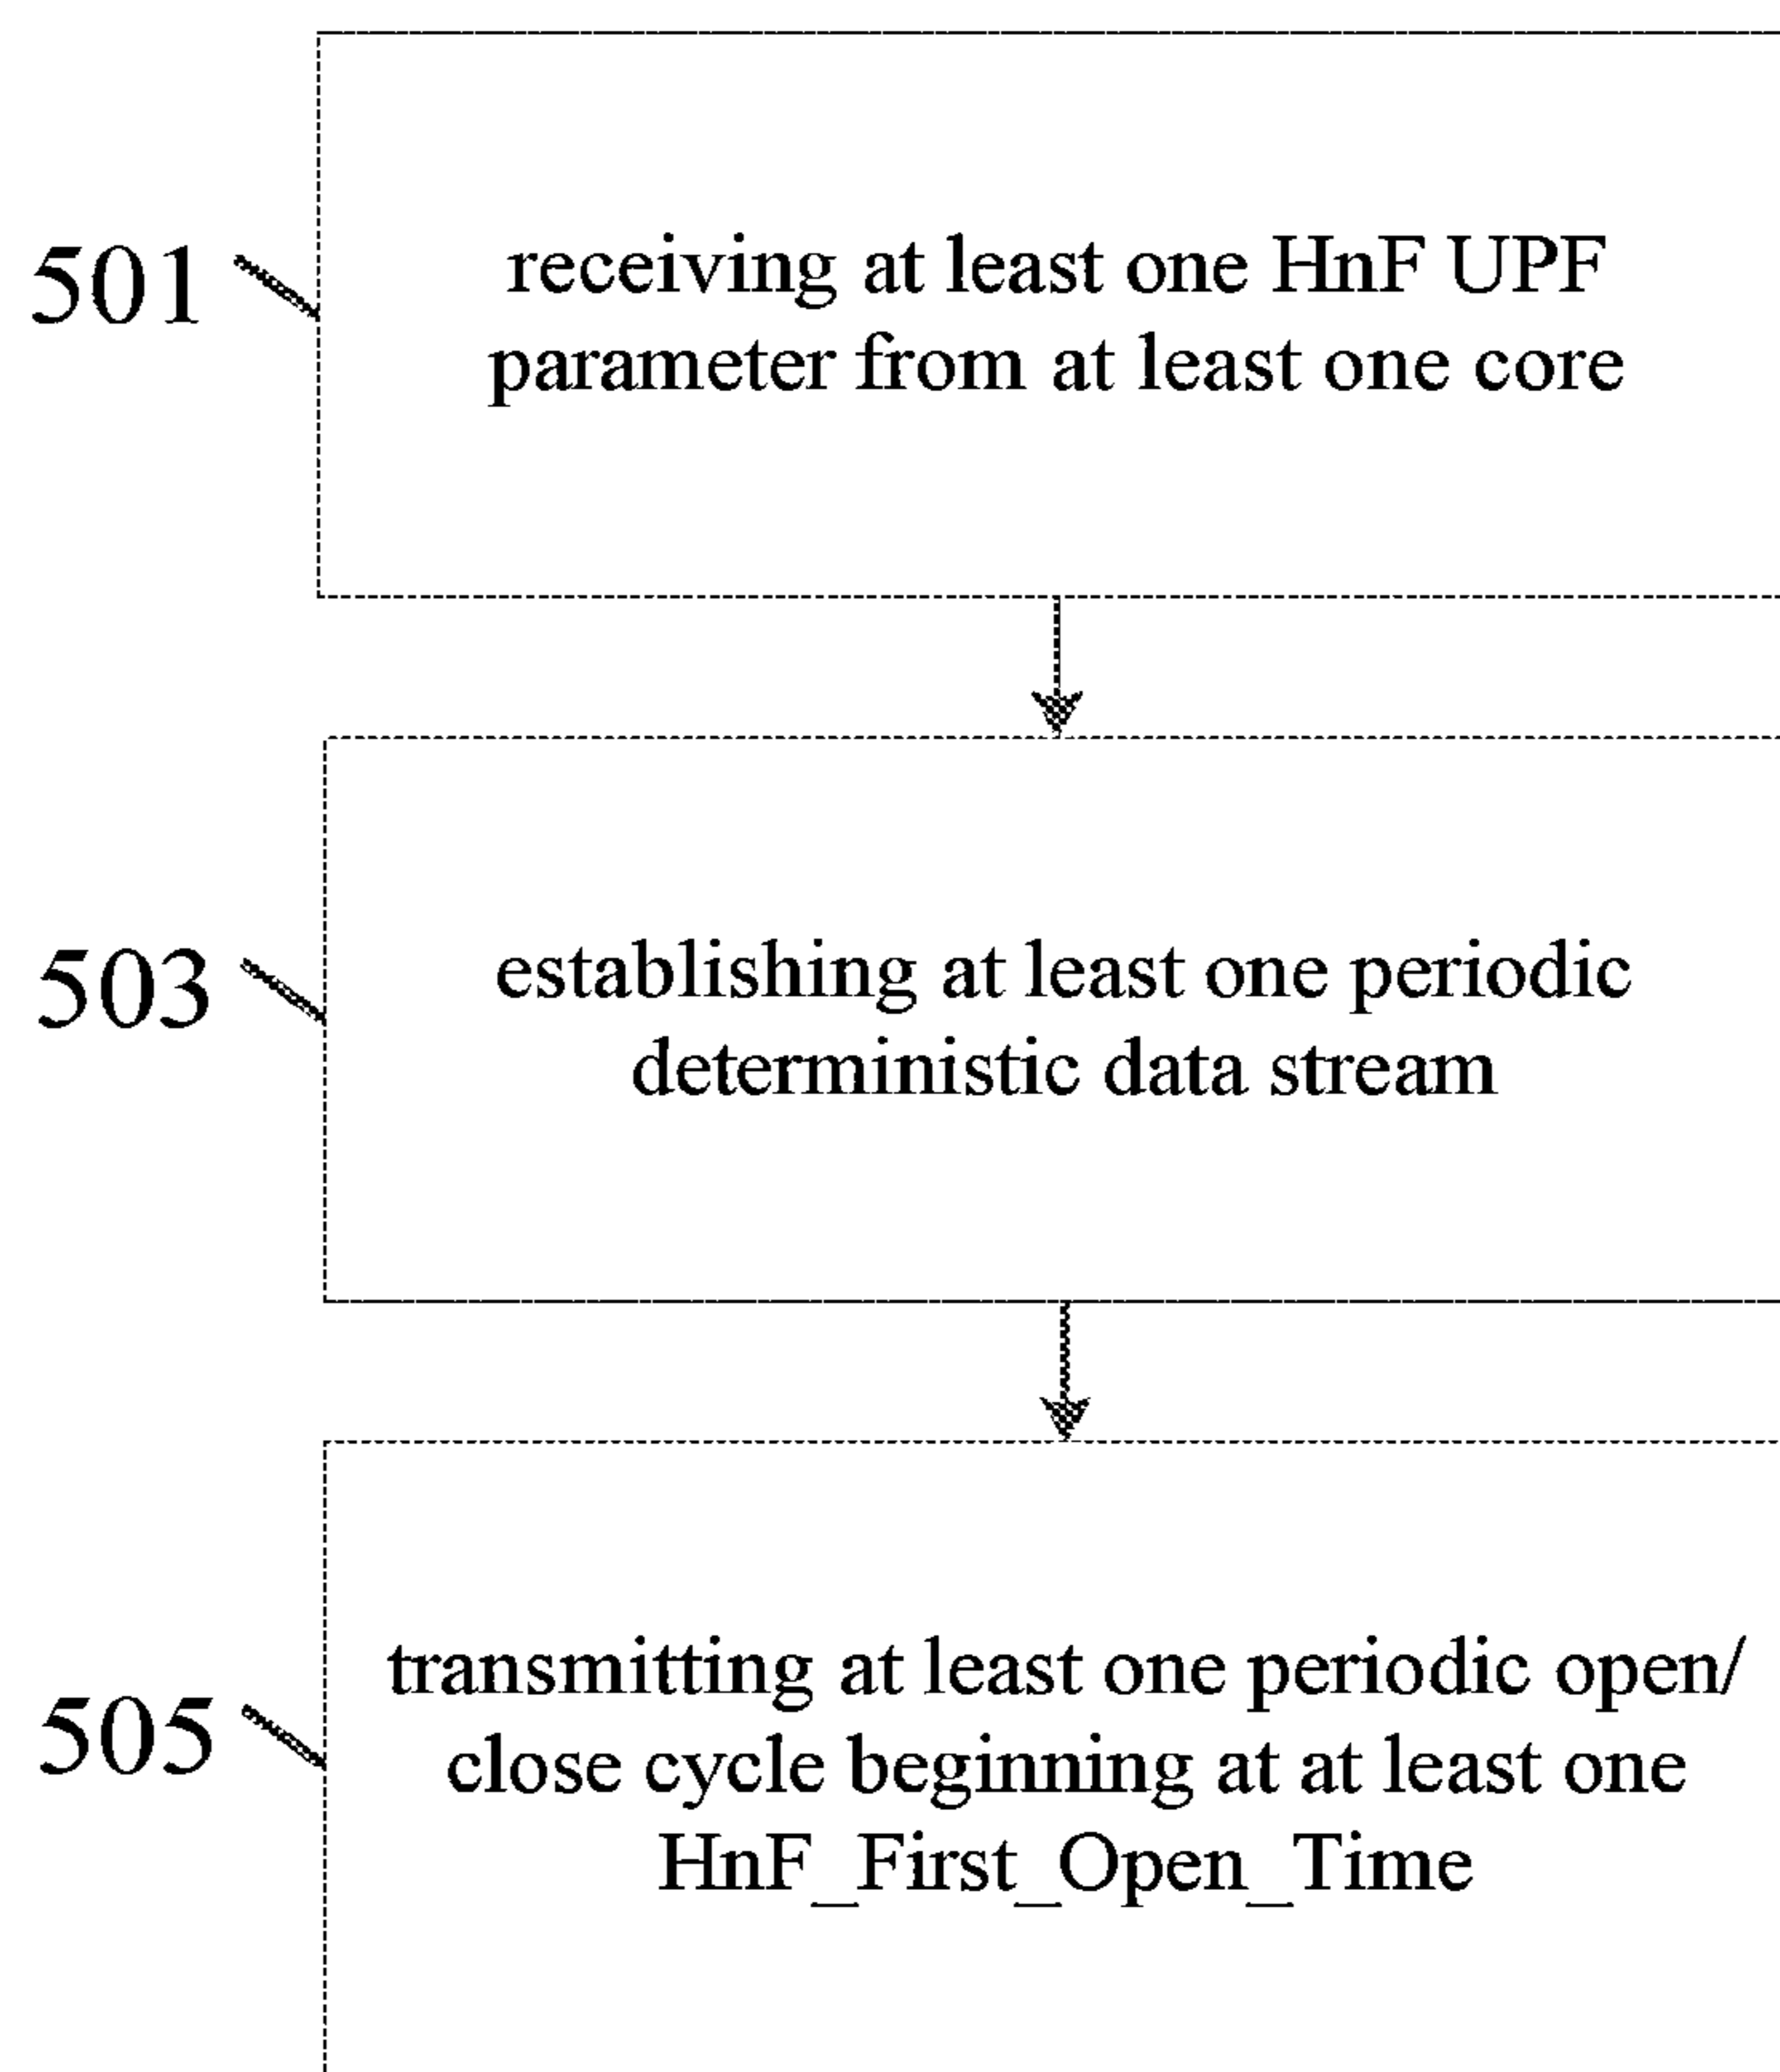 501
receiving at least one HnF UPF
parameter from at least one core
503
establishing at least one periodic
deterministic data stream
505
transmitting at least one periodic open/
close cycle beginning at at least one
HnF_First_Open_Time